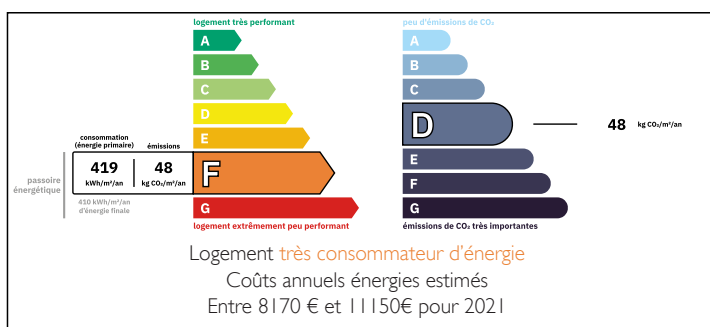 logement très performant
A
B
C
D
E
consommation
(énergie primaire)
émissions
419
kWh/m²/an
48
kg CO₂/m²/an
F
passoire
énergétique
410 kWh/m²/an
d'énergie finale
G
logement extrêmement peu performant
peu d'émissions de CO₂
A
B
C
D
48
kg CO₂/m²/an
E
F
G
émissions de CO₂ très importantes
Logement très consommateur d'énergie
Coûts annuels énergies estimés
Entre 8170 € et 11150€ pour 2021